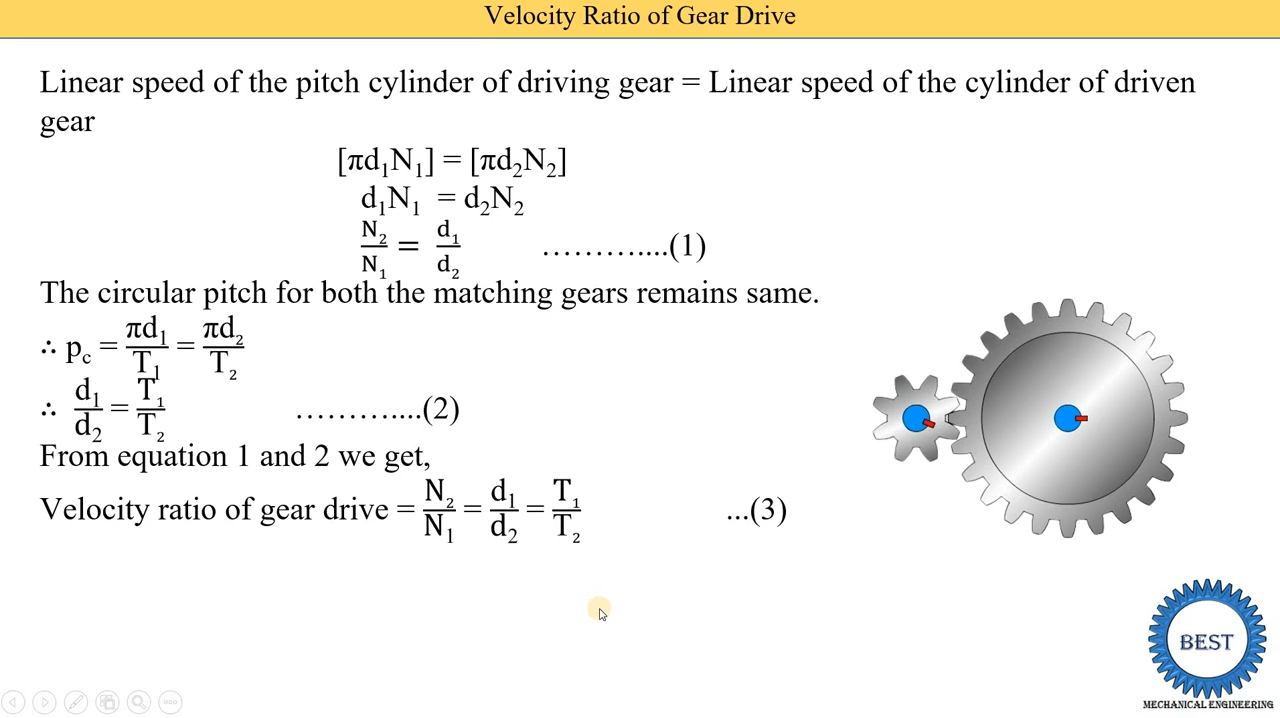 Velocity Ratio of Gear Drive
Linear speed of the pitch cylinder of driving gear = Linear speed of the cylinder of driven
gear
[πd₁N₁] = [πd₂N₂]
d₁N₁ = d₂N₂
N₂/N₁ = d₁/d₂ ………....(1)
The circular pitch for both the matching gears remains same.
∴ p_c = πd₁/T₁ = πd₂/T₂
∴ d₁/d₂ = T₁/T₂ ………....(2)
From equation 1 and 2 we get,
Velocity ratio of gear drive = N₂/N₁ = d₁/d₂ = T₁/T₂ ...(3)
BEST
MECHANICAL ENGINEERING